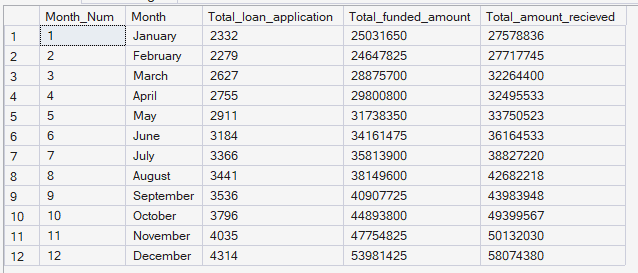 Month_Num Month Total_loan_application Total_funded_amount Total_amount_recieved
1 1 January 2332 25031650 27578836
2 2 February 2279 24647825 27717745
3 3 March 2627 28875700 32264400
4 4 April 2755 29800800 32495533
5 5 May 2911 31738350 33750523
6 6 June 3184 34161475 36164533
7 7 July 3366 35813900 38827220
8 8 August 3441 38149600 42682218
9 9 September 3536 40907725 43983948
10 10 October 3796 44893800 49399567
11 11 November 4035 47754825 50132030
12 12 December 4314 53981425 58074380